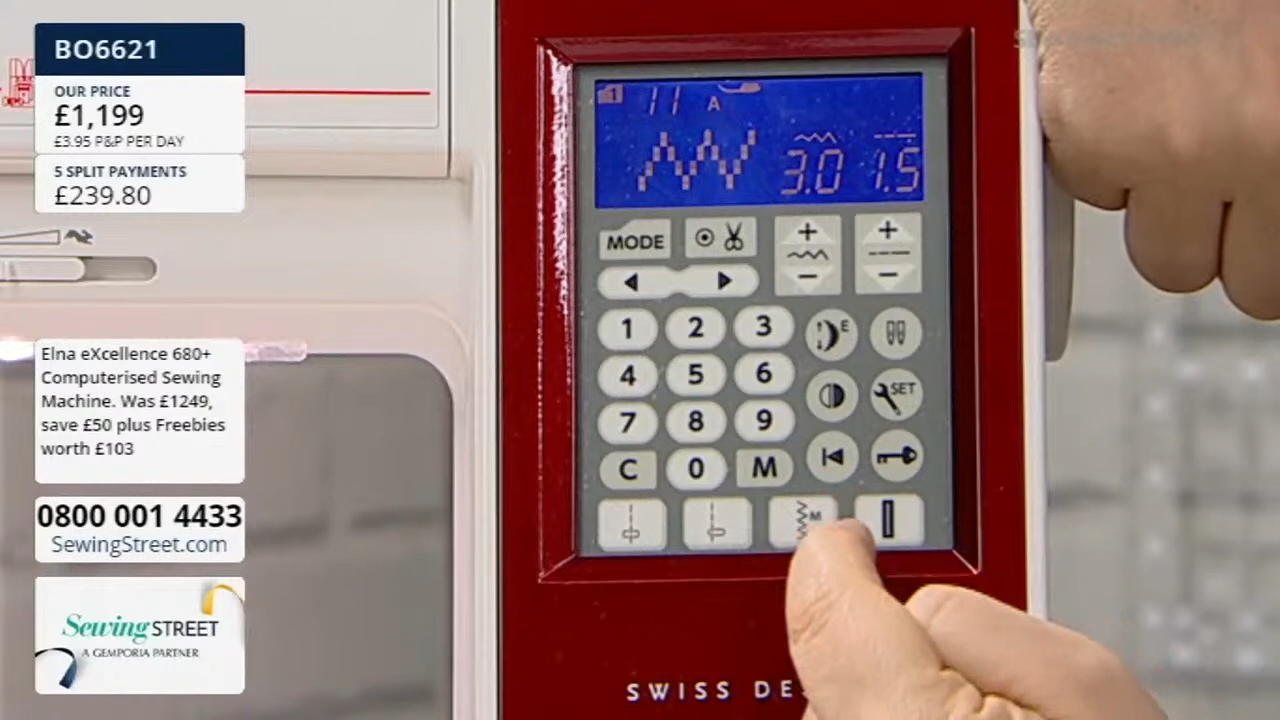 BO6621
OUR PRICE
£1,199
£3.95 P&P PER DAY
5 SPLIT PAYMENTS
£239.80
Elna eXcellence 680+
Computerised Sewing
Machine. Was £1249,
save £50 plus Freebies
worth £103
0800 001 4433
SewingStreet.com
Sewing STREET
A GEMPORIA PARTNER
1 11 A
3.0 1.5
MODE
+ +
- -
1 2 3
E
4 5 6
SET
7 8 9
C 0 M
M
SWISS DE